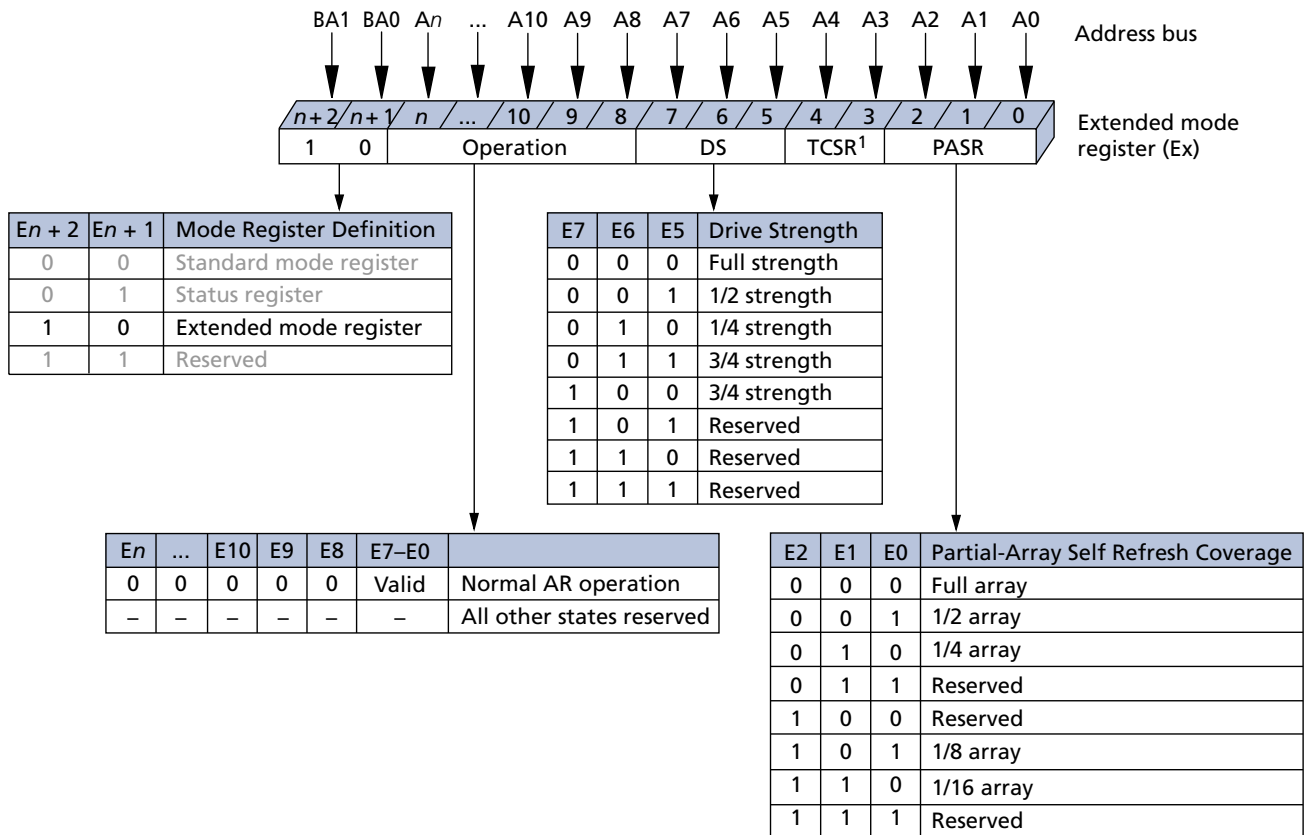 BA1 BA0 An ... A10 A9 A8 A7 A6 A5 A4 A3 A2 A1 A0
Address bus
n + 2 n + 1 n ... 10 9 8 7 6 5 4 3 2 1 0
Extended mode
register (Ex)
1 0 Operation DS TCSR1 PASR
En + 2 En + 1 Mode Register Definition
0 0 Standard mode register
0 1 Status register
1 0 Extended mode register
1 1 Reserved
E7 E6 E5 Drive Strength
0 0 0 Full strength
0 0 1 1/2 strength
0 1 0 1/4 strength
0 1 1 3/4 strength
1 0 0 3/4 strength
1 0 1 Reserved
1 1 0 Reserved
1 1 1 Reserved
En ... E10 E9 E8 E7–E0
0 0 0 0 0 Valid Normal AR operation
– – – – – – All other states reserved
E2 E1 E0 Partial-Array Self Refresh Coverage
0 0 0 Full array
0 0 1 1/2 array
0 1 0 1/4 array
0 1 1 Reserved
1 0 0 Reserved
1 0 1 1/8 array
1 1 0 1/16 array
1 1 1 Reserved